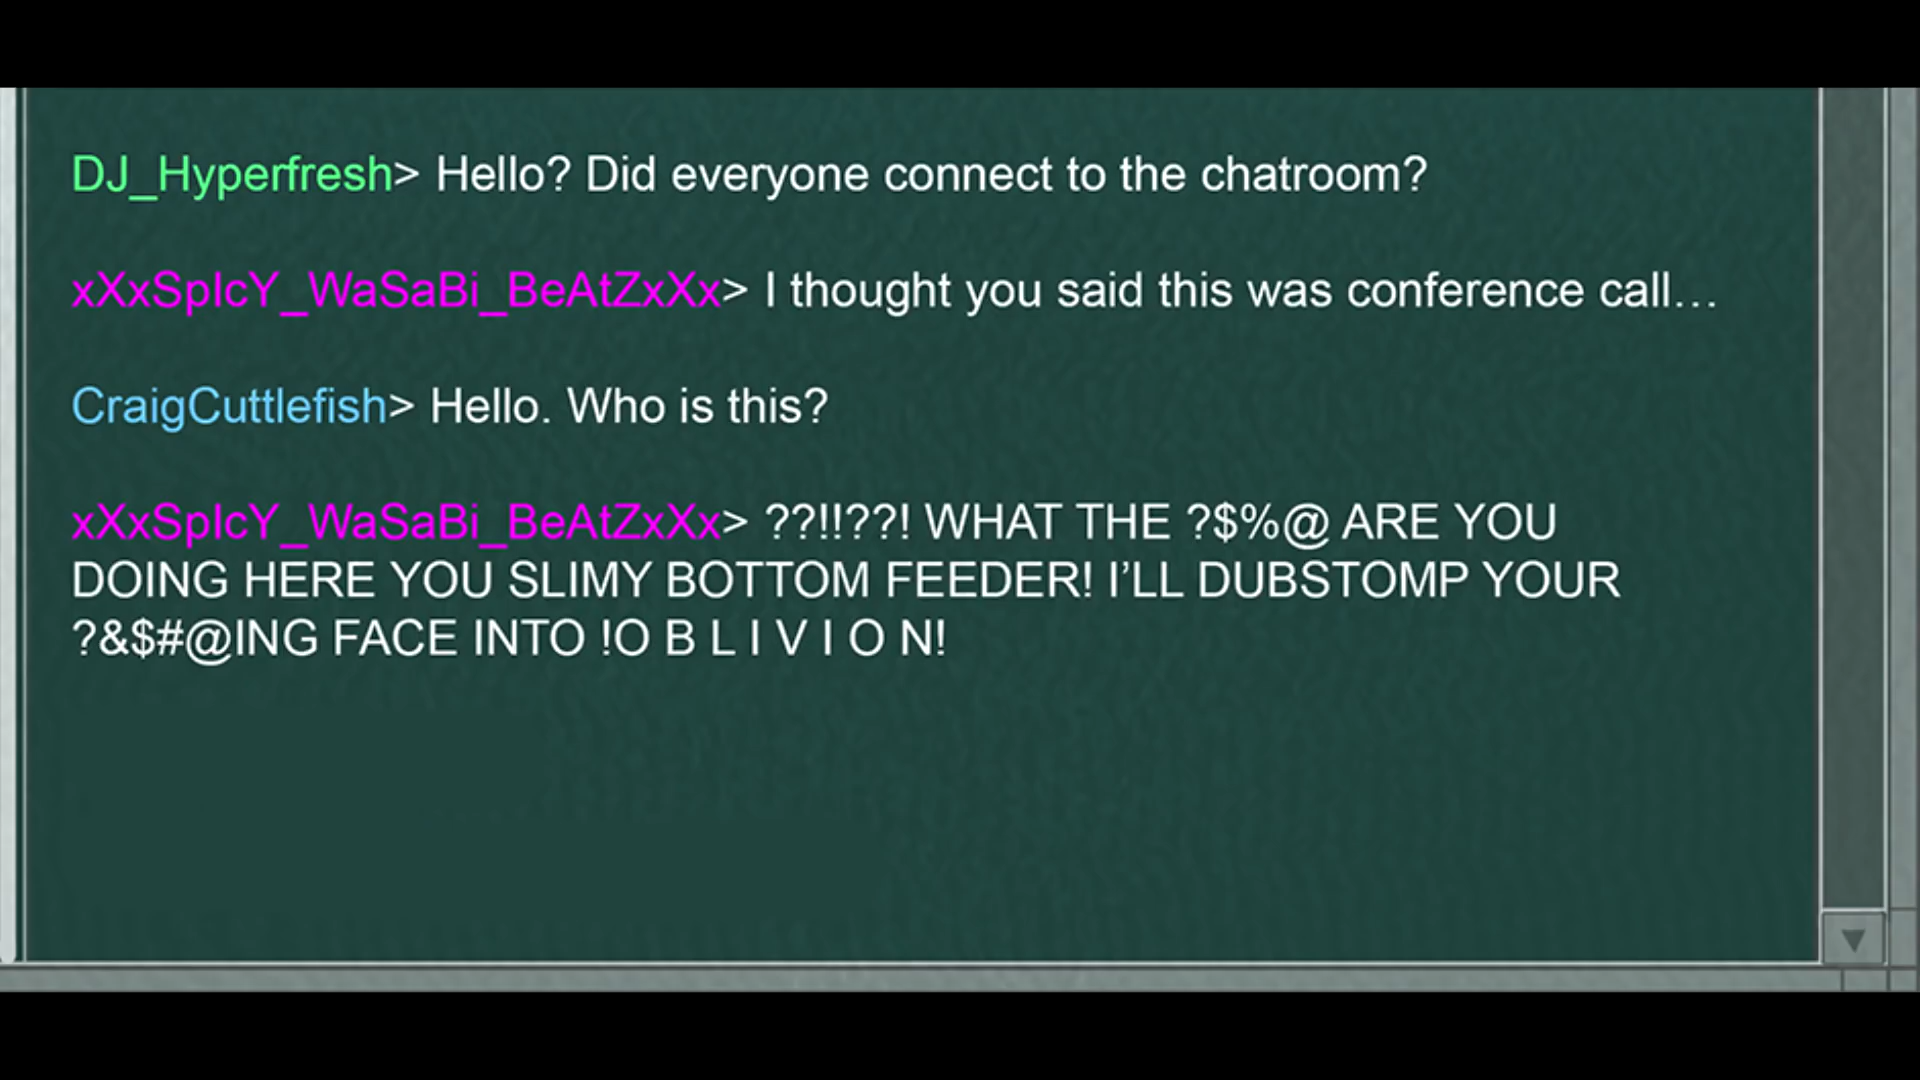 DJ_Hyperfresh> Hello? Did everyone connect to the chatroom?
xXxSpIcY_WaSaBi_BeAtZxXx> I thought you said this was conference call…
CraigCuttlefish> Hello. Who is this?
xXxSpIcY_WaSaBi_BeAtZxXx> ??!!??! WHAT THE ?$%@ ARE YOU
DOING HERE YOU SLIMY BOTTOM FEEDER! I’LL DUBSTOMP YOUR
?&$#@ING FACE INTO !O B L I V I O N!